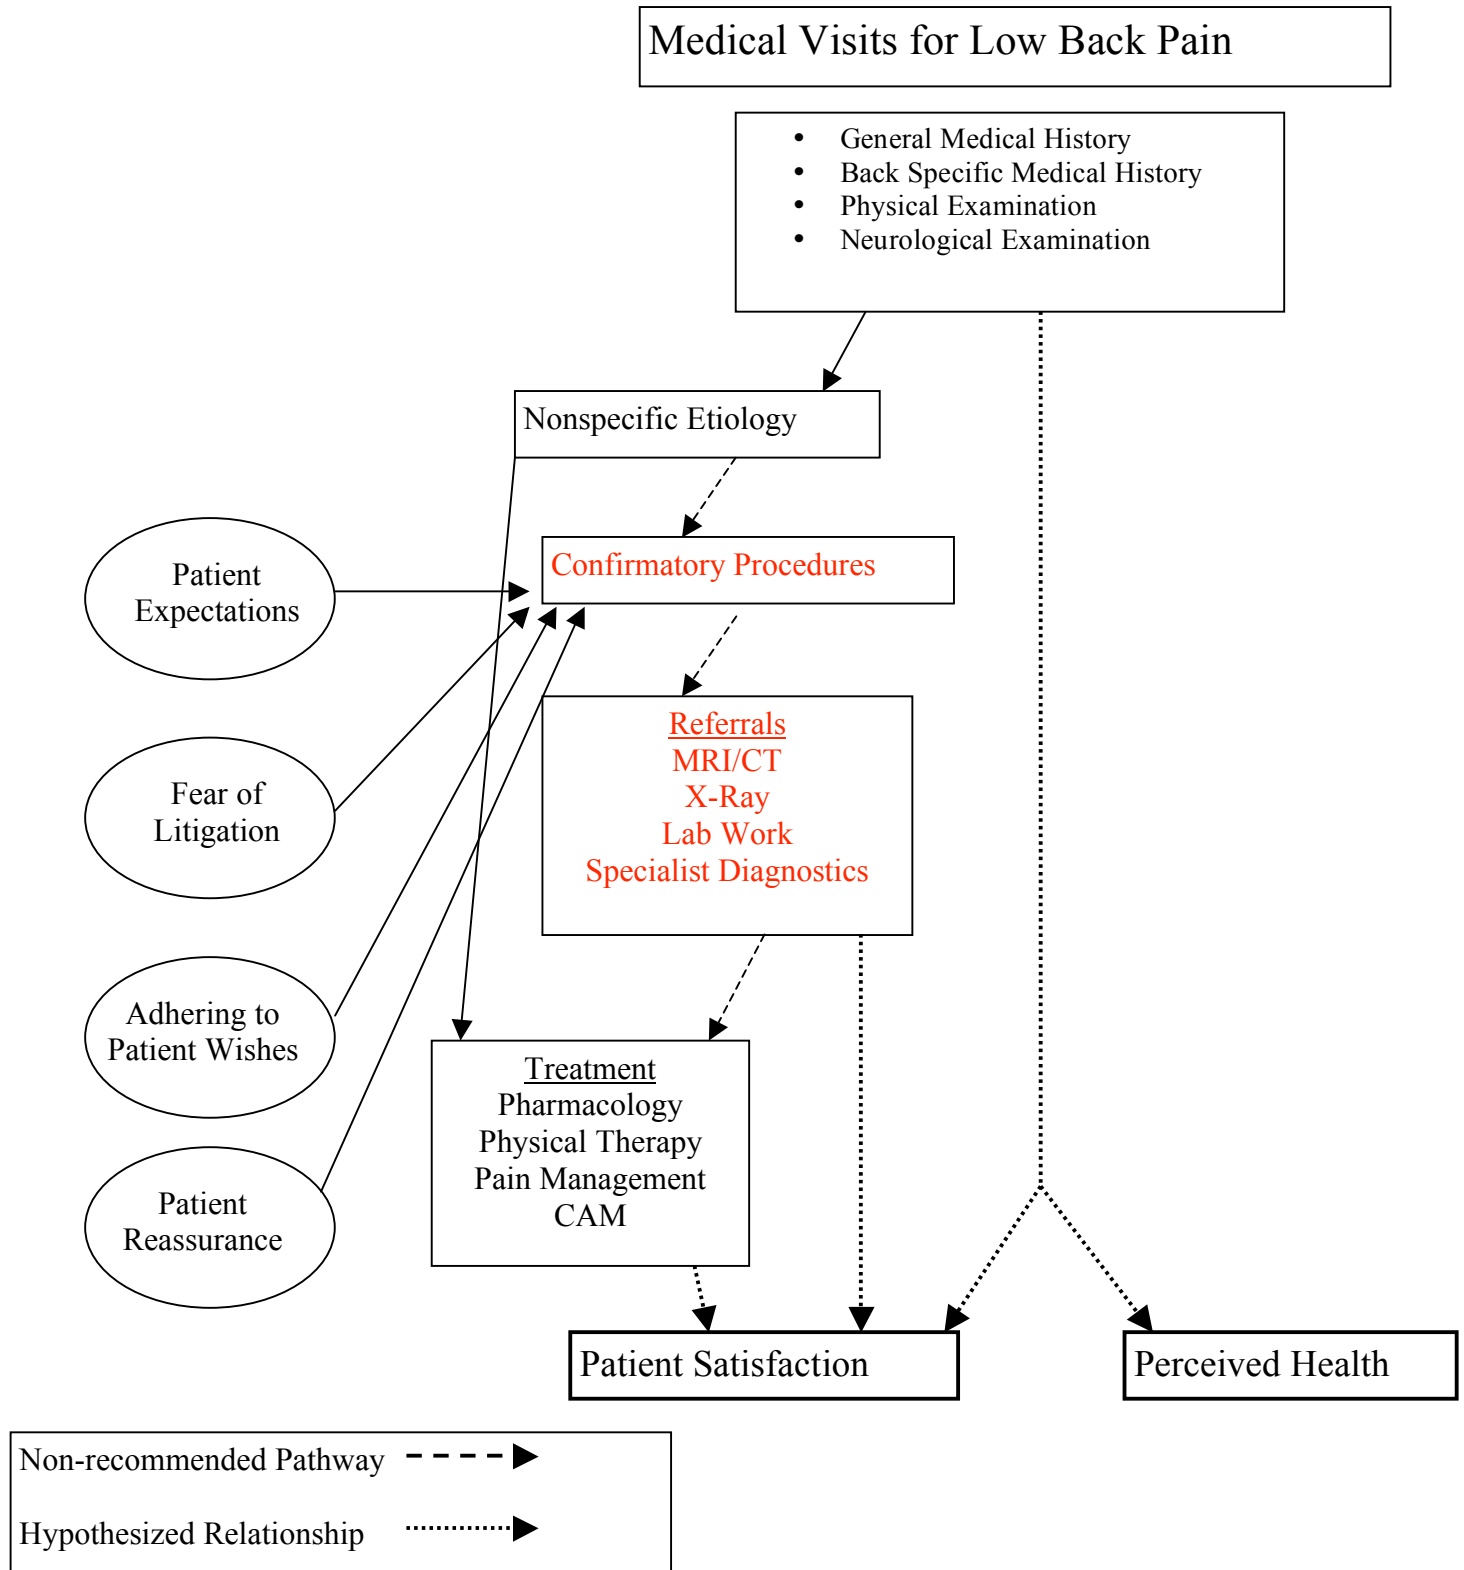 Medical Visits for Low Back Pain
• General Medical History
• Back Specific Medical History
• Physical Examination
• Neurological Examination
Nonspecific Etiology
Confirmatory Procedures
Patient
Expectations
Referrals
MRI/CT
X-Ray
Lab Work
Specialist Diagnostics
Fear of
Litigation
Adhering to
Patient Wishes
Treatment
Pharmacology
Physical Therapy
Pain Management
CAM
Patient
Reassurance
Patient Satisfaction
Perceived Health
Non-recommended Pathway
Hypothesized Relationship